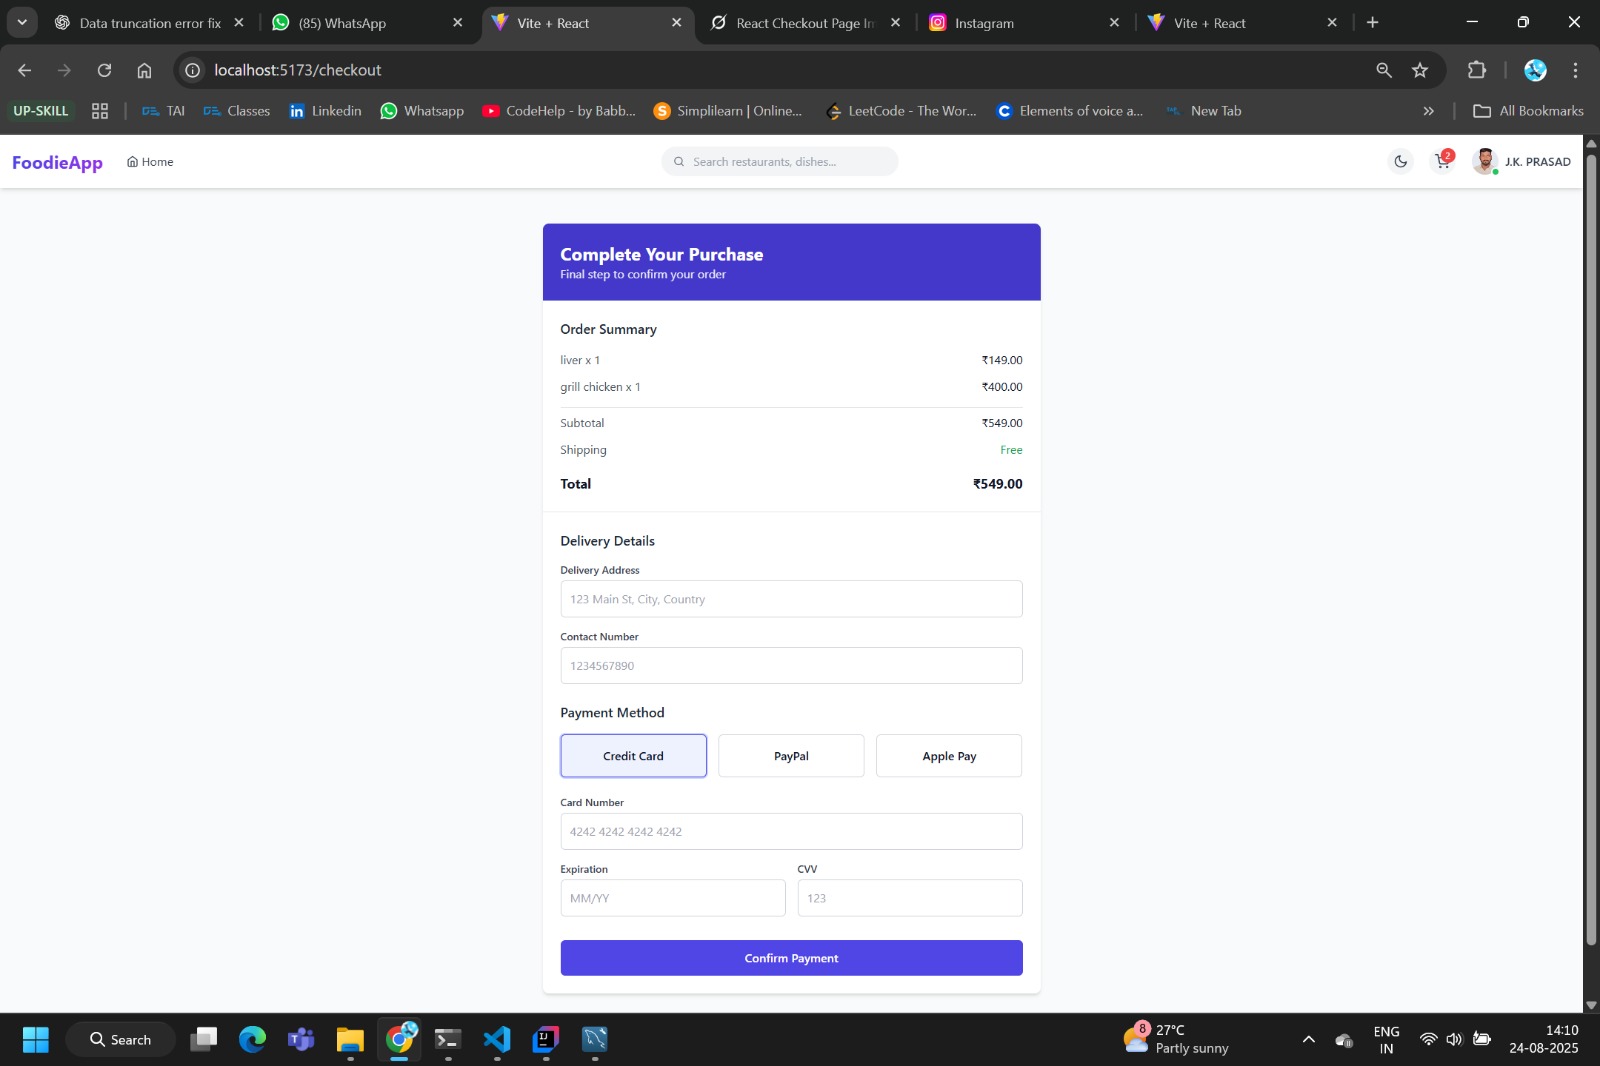 Data truncation error fix
(85) WhatsApp
Vite + React
React Checkout Page In
Instagram
Vite + React
localhost:5173/checkout
UP-SKILL
TAI
Classes
Linkedin
Whatsapp
CodeHelp - by Babb...
Simplilearn | Online...
LeetCode - The Wor...
Elements of voice a...
New Tab
All Bookmarks
FoodieApp
Home
Search restaurants, dishes...
2
J.K. PRASAD
Complete Your Purchase
Final step to confirm your order
Order Summary
liver x 1 ₹149.00
grill chicken x 1 ₹400.00
Subtotal ₹549.00
Shipping Free
Total ₹549.00
Delivery Details
Delivery Address
123 Main St, City, Country
Contact Number
1234567890
Payment Method
Credit Card PayPal Apple Pay
Card Number
4242 4242 4242 4242
Expiration CVV
MM/YY 123
Confirm Payment
Search
8
27°C
Partly sunny
ENG
IN
14:10
24-08-2025